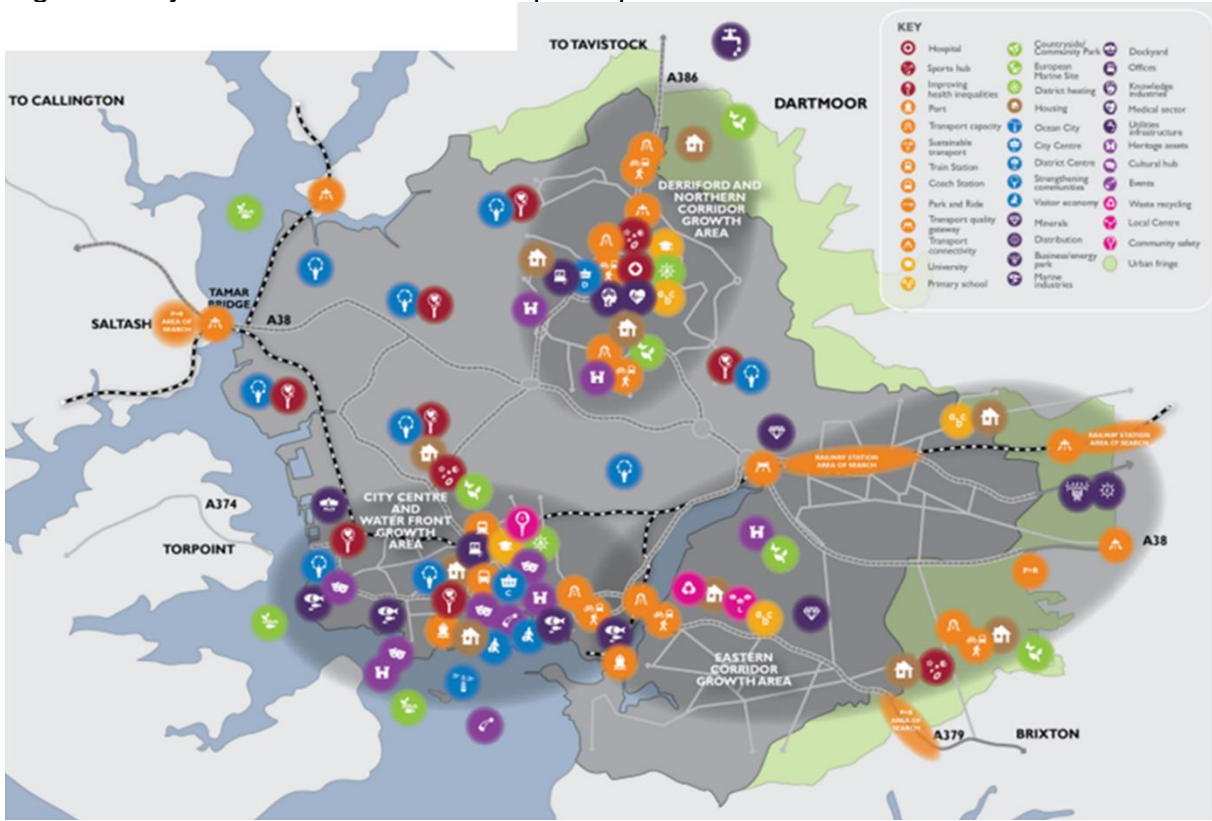 TO TAVISTOCK
A386
TO CALLINGTON
DARTMOOR
KEY
Hospital
Sports hub
Improving
health inequalities
Port
Transport capacity
Sustainable
transport
Train Station
Coach Station
Park and Ride
Transport quality
gateway
Transport
connectivity
University
Primary school
Countryside/
Community Park
European
Marine Site
District heating
Housing
Ocean City
City Centre
District Centre
Strengthening
communities
Visitor economy
Minerals
Distribution
Business/energy
park
Marine
industries
Dockyard
Offices
Knowledge
industries
Medical sector
Utilities
infrastructure
Heritage assets
Cultural hub
Events
Waste recycling
Local Centre
Community safety
Urban fringe
DERRIFORD AND
NORTHERN
CORRIDOR
GROWTH
AREA
TAMAR
BRIDGE
SALTASH
P+R
AREA OF
SEARCH
A38
D
a b c
a b c
RAILWAY STATION
AREA OF SEARCH
RAILWAY STATION
AREA OF SEARCH
CITY CENTRE
AND
WATER FRONT
GROWTH
AREA
A374
TORPOINT
A38
P+R
C
L
a b c
EASTERN
CORRIDOR
GROWTH AREA
P+R
AREA OF
SEARCH
A379
BRIXTON